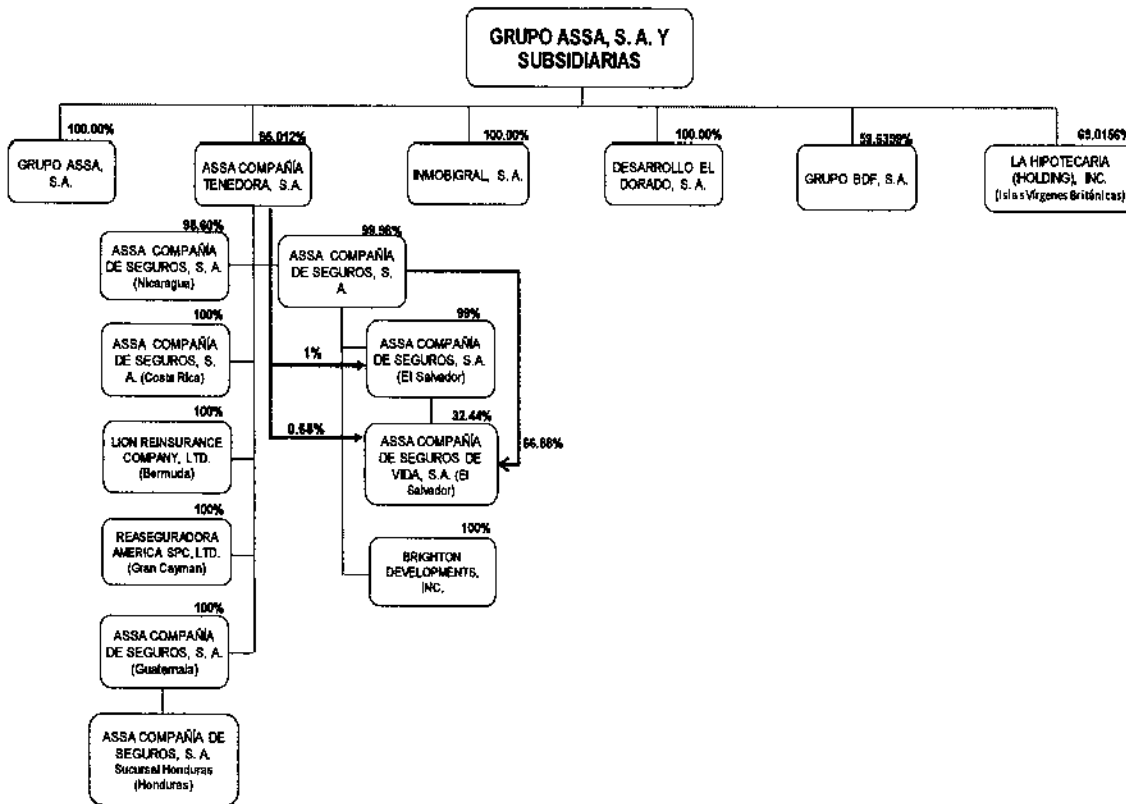 GRUPO ASSA, S. A. Y
SUBSIDIARIAS
100.00%
GRUPO ASSA,
S.A.
95.012%
ASSA COMPAÑÍA
TENEDORA, S.A.
100.00%
INMOBIGRAL, S. A.
100.00%
DESARROLLO EL
DORADO, S. A.
59.6399%
GRUPO BDF, S.A.
69.0156%
LA HIPOTECARIA
(HOLDING), INC.
(Islas Vírgenes Británicas)
98.60%
ASSA COMPAÑÍA
DE SEGUROS, S. A.
(Nicaragua)
99.98%
ASSA COMPAÑÍA
DE SEGUROS, S.
A.
100%
ASSA COMPAÑÍA
DE SEGUROS, S.
A. (Costa Rica)
1%
99%
ASSA COMPAÑÍA
DE SEGUROS, S.A.
(El Salvador)
100%
LION REINSURANCE
COMPANY, LTD.
(Bermuda)
0.68%
32.44%
ASSA COMPAÑÍA
DE SEGUROS DE
VIDA, S.A. (El
Salvador)
66.88%
100%
REASEGURADORA
AMERICA SPC, LTD.
(Gran Cayman)
100%
BRIGHTON
DEVELOPMENTS,
INC.
100%
ASSA COMPAÑÍA
DE SEGUROS, S. A.
(Guatemala)
ASSA COMPAÑÍA DE
SEGUROS, S. A.
Sucursal Honduras
(Honduras)